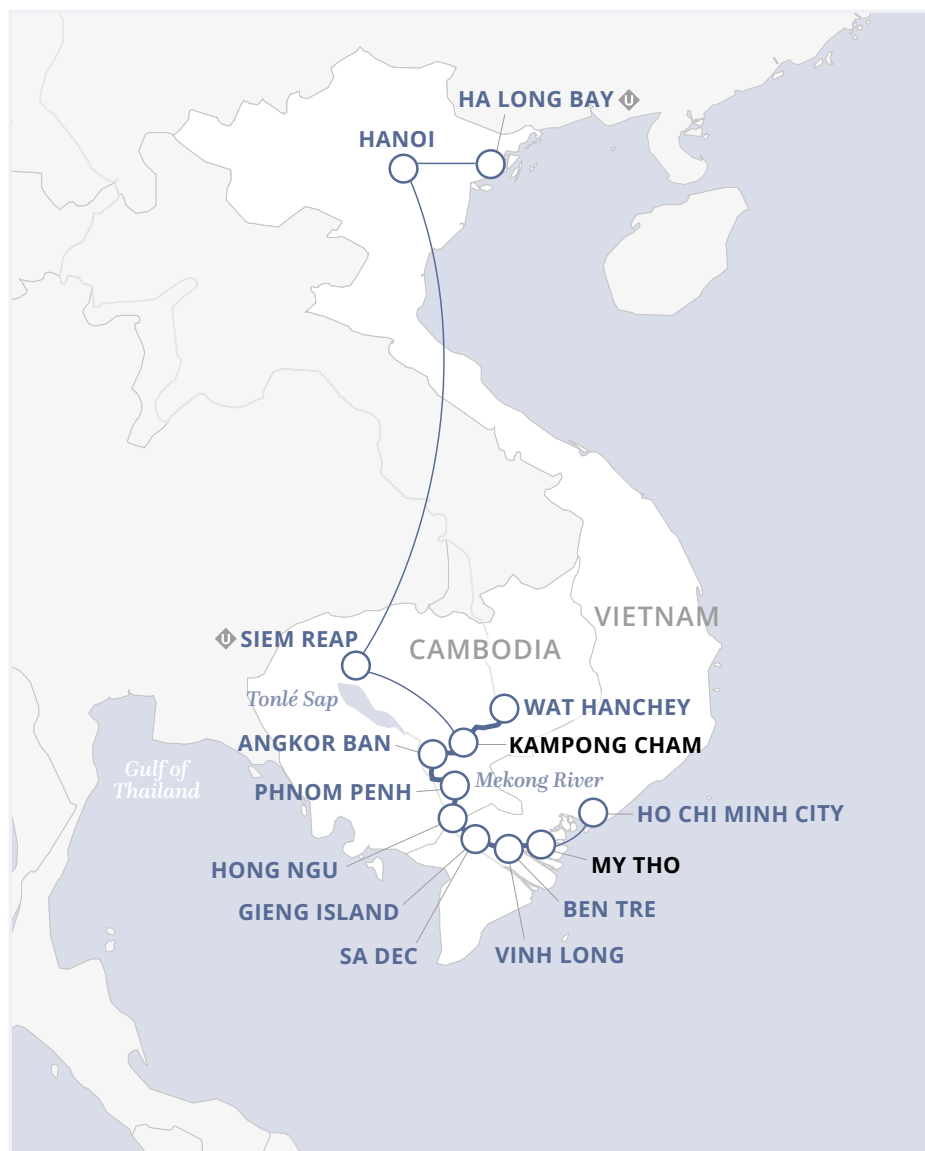 HA LONG BAY U
HANOI
VIETNAM
U SIEM REAP
CAMBODIA
Tonlé Sap
WAT HANCHEY
ANGKOR BAN
KAMPONG CHAM
Gulf of
Thailand
Mekong River
PHNOM PENH
HO CHI MINH CITY
HONG NGU
MY THO
GIENG ISLAND
BEN TRE
SA DEC
VINH LONG